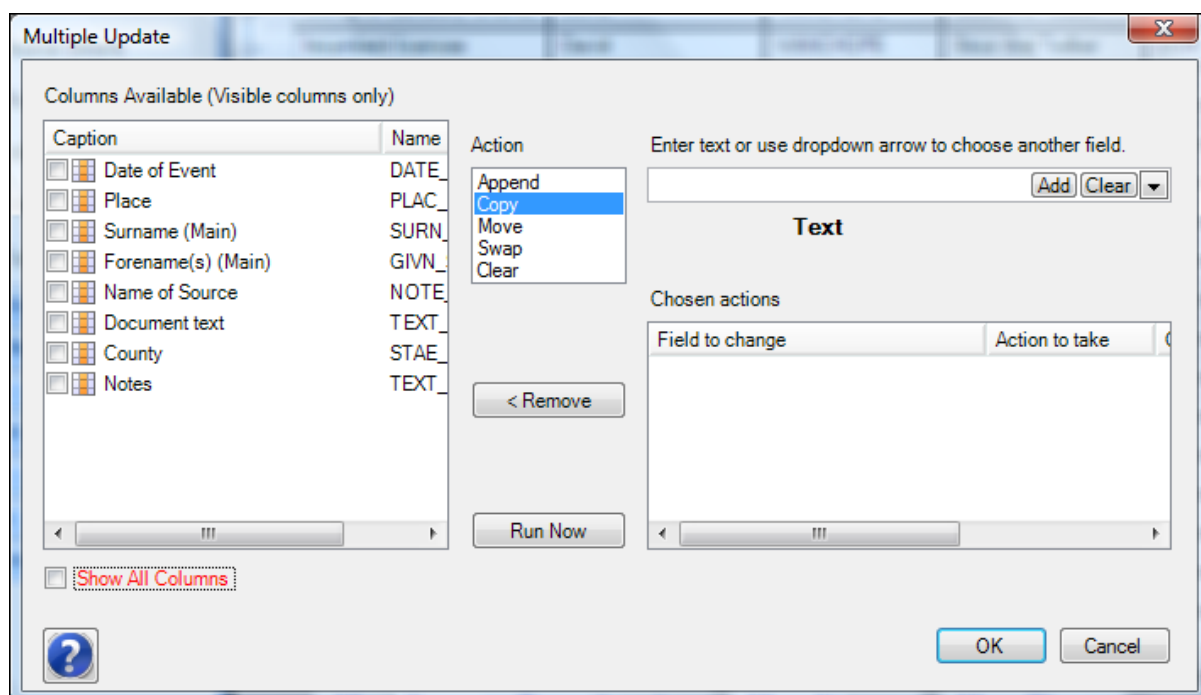 Multiple Update
Columns Available (Visible columns only)
Caption Name
Date of Event DATE_
Place PLAC_
Surname (Main) SURN_
Forename(s) (Main) GIVN_
Name of Source NOTE_
Document text TEXT_
County STAE_
Notes TEXT_
Show All Columns
Action
Append
Copy
Move
Swap
Clear
< Remove
Run Now
Enter text or use dropdown arrow to choose another field.
Add Clear
Text
Chosen actions
Field to change Action to take
OK Cancel